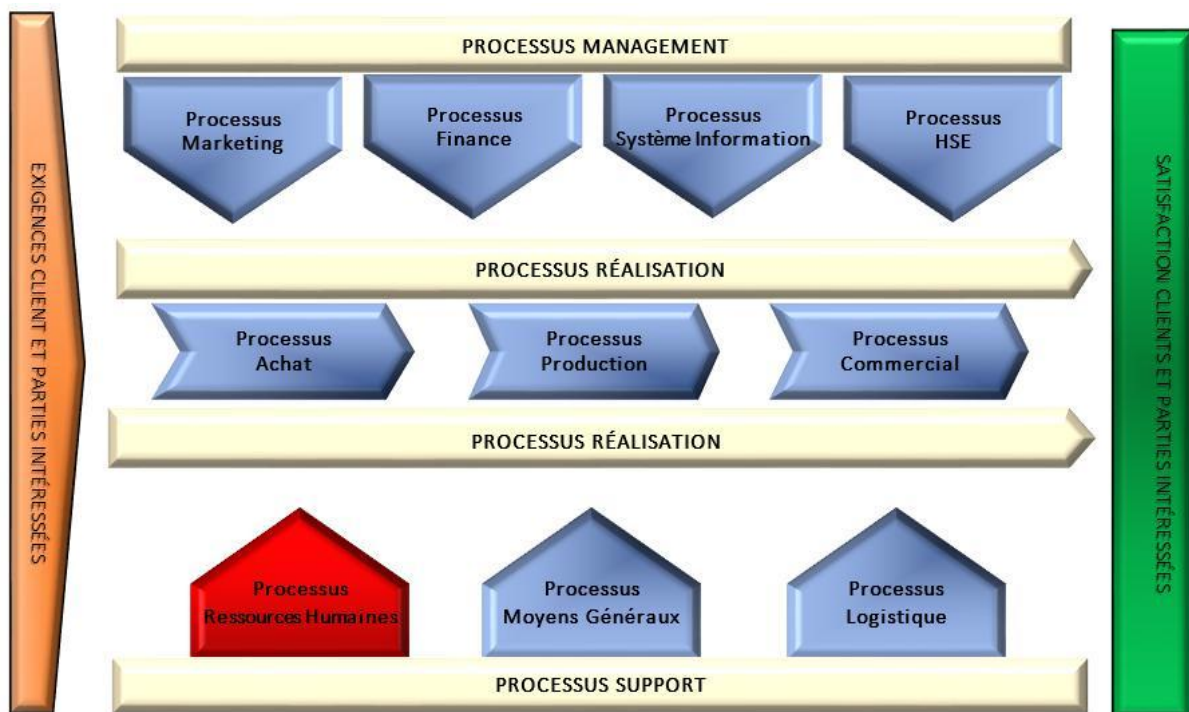 EXIGENCES CLIENT ET PARTIES INTÉRESSÉES
PROCESSUS MANAGEMENT
Processus
Marketing
Processus
Finance
Processus
Système Information
Processus
HSE
PROCESSUS RÉALISATION
Processus
Achat
Processus
Production
Processus
Commercial
PROCESSUS RÉALISATION
Processus
Ressources Humaines
Processus
Moyens Généraux
Processus
Logistique
PROCESSUS SUPPORT
SATISFACTION CLIENTS ET PARTIES INTÉRESSÉES